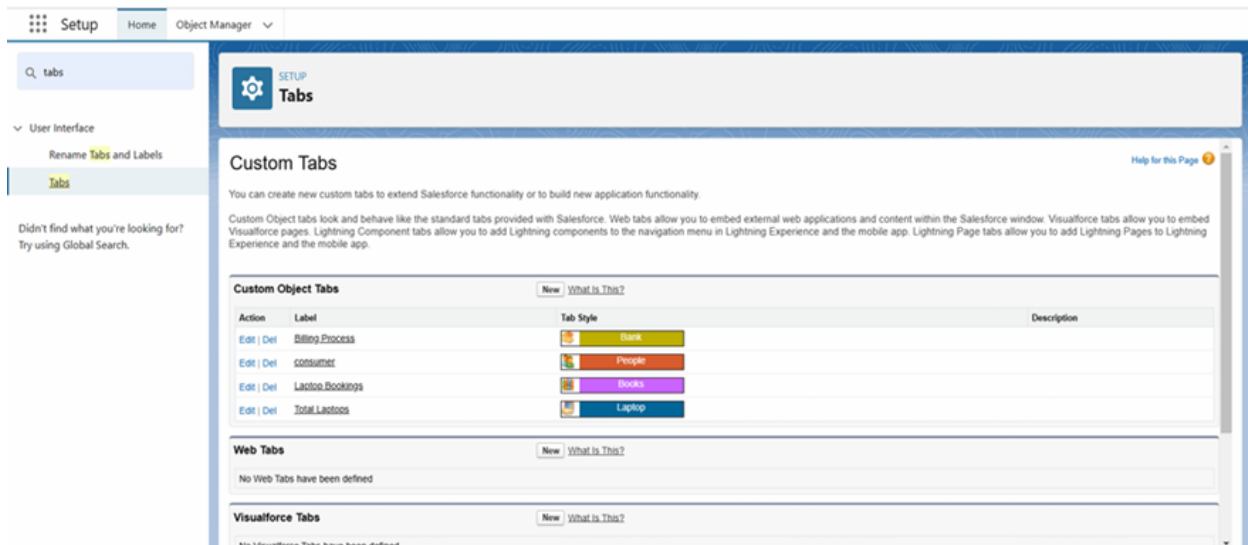 Setup Home Object Manager
tabs
User Interface
Rename Tabs and Labels
Tabs
Didn't find what you're looking for?
Try using Global Search.
SETUP
Tabs
Custom Tabs
Help for this Page
You can create new custom tabs to extend Salesforce functionality or to build new application functionality.
Custom Object tabs look and behave like the standard tabs provided with Salesforce. Web tabs allow you to embed external web applications and content within the Salesforce window. Visualforce tabs allow you to embed
Visualforce pages. Lightning Component tabs allow you to add Lightning components to the navigation menu in Lightning Experience and the mobile app. Lightning Page tabs allow you to add Lightning Pages to Lightning
Experience and the mobile app.
Custom Object Tabs New What Is This?
Action Label Tab Style Description
Edit | Del Billing Process Bank
Edit | Del consumer People
Edit | Del Laptop Bookings Books
Edit | Del Total Laptops Laptop
Web Tabs New What Is This?
No Web Tabs have been defined
Visualforce Tabs New What Is This?
No Visualforce Tabs have been defined